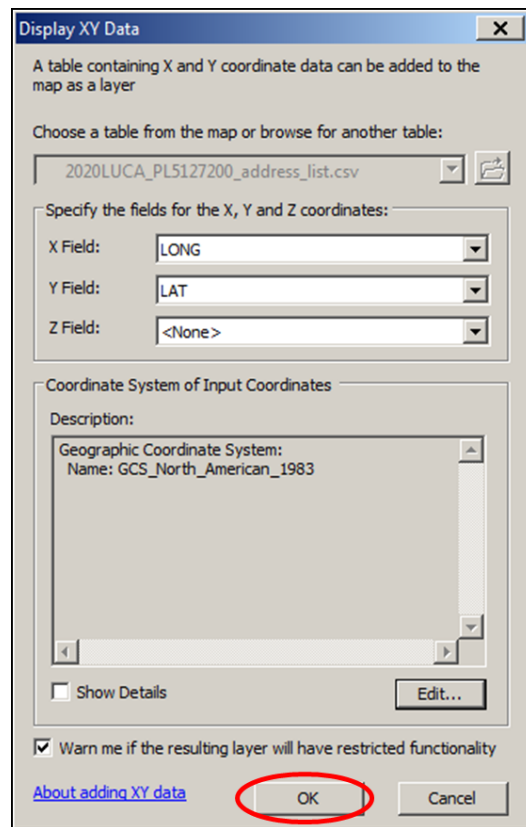 Display XY Data
A table containing X and Y coordinate data can be added to the
map as a layer
Choose a table from the map or browse for another table:
2020LUCA_PL5127200_address_list.csv
Specify the fields for the X, Y and Z coordinates:
X Field: LONG
Y Field: LAT
Z Field: <None>
Coordinate System of Input Coordinates
Description:
Geographic Coordinate System:
Name: GCS_North_American_1983
Show Details Edit...
Warn me if the resulting layer will have restricted functionality
About adding XY data OK Cancel